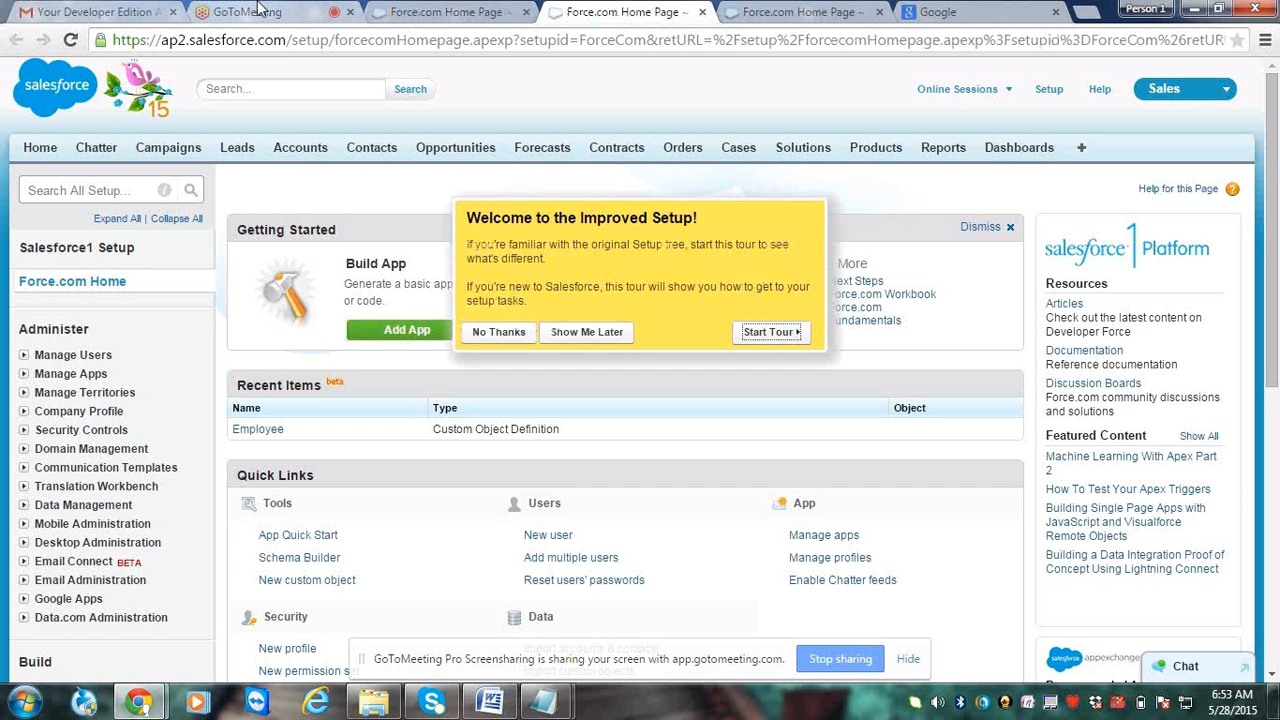 Your Developer Edition A
GoToMeeting
Force.com Home Page ~
Force.com Home Page ~
Force.com Home Page ~
Google
Person 1
https://ap2.salesforce.com/setup/forcecomHomepage.apexp?setupid=ForceCom&retURL=%2Fsetup%2Fforcecomhomepage.apexp%3Fsetupid%3DForceCom%26retUR
salesforce
15
Search...
Search
Online Sessions
Setup
Help
Sales
Home
Chatter
Campaigns
Leads
Accounts
Contacts
Opportunities
Forecasts
Contracts
Orders
Cases
Solutions
Products
Reports
Dashboards
+
Search All Setup...
Expand All | Collapse All
Salesforce1 Setup
Force.com Home
Administer
Manage Users
Manage Apps
Manage Territories
Company Profile
Security Controls
Domain Management
Communication Templates
Translation Workbench
Data Management
Mobile Administration
Desktop Administration
Email Connect BETA
Email Administration
Google Apps
Data.com Administration
Build
Help for this Page
Getting Started
Dismiss
Build App
Generate a basic app
or code.
Add App
More
ext Steps
orce.com Workbook
orce.com
undamentals
Welcome to the Improved Setup!
If you're familiar with the original Setup tree, start this tour to see
what's different.
If you're new to Salesforce, this tour will show you how to get to your
setup tasks.
No Thanks
Show Me Later
Start Tour
Recent Items beta
Name
Type
Object
Employee
Custom Object Definition
Quick Links
Tools
App Quick Start
Schema Builder
New custom object
Users
New user
Add multiple users
Reset users' passwords
App
Manage apps
Manage profiles
Enable Chatter feeds
Security
New profile
New permission se
Data
salesforce1 Platform
Resources
Articles
Check out the latest content on
Developer Force
Documentation
Reference documentation
Discussion Boards
Force.com community discussions
and solutions
Featured Content
Show All
Machine Learning With Apex Part
2
How To Test Your Apex Triggers
Building Single Page Apps with
JavaScript and Visualforce
Remote Objects
Building a Data Integration Proof of
Concept Using Lightning Connect
salesforce appexchange
Chat
GoToMeeting Pro Screensharing is sharing your screen with app.gotomeeting.com.
Stop sharing
Hide
6:53 AM
5/28/2015